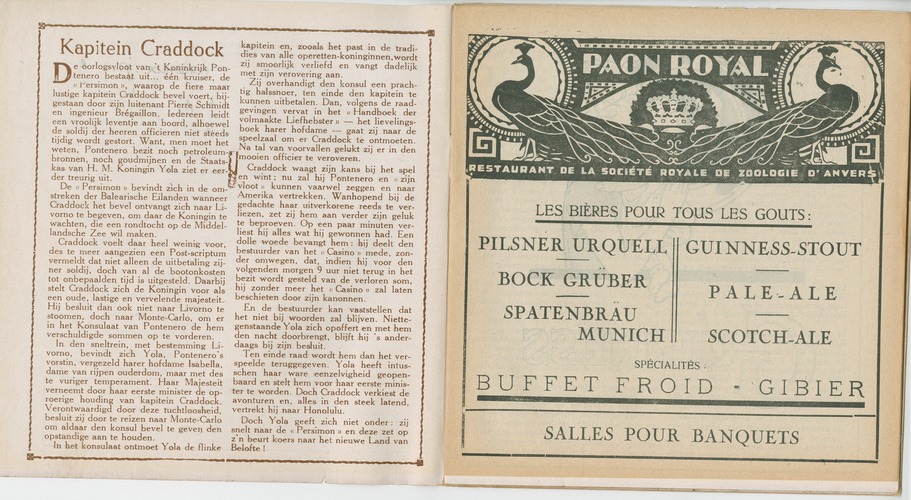 Kapitein Craddock
De oorlogsvloot van 't Koninkrijk Pon-
tenero bestaat uit... één kruiser, de
« Persimon », waarop de fiere maar
lustige kapitein Craddock bevel voert, bij-
gestaan door zijn luitenant Pierre Schmidt
en ingenieur Brégaillon. Iedereen leidt
een vroolijk leventje aan boord, alhoewel
de soldij der heeren officieren niet stèeds
tijdig wordt gestort. Want, men moet het
weten, Pontenero bezit noch petroleum-
bronnen, noch goudmijnen en de Staats-
kas van H. M. Koningin Yola ziet er eer-
der treurig uit.
De « Persimon » bevindt zich in de om-
streken der Balearische Eilanden wanneer
Craddock het bevel ontvangt zich naar Li-
vorno te begeven, om daar de Koningin te
wachten, die een rondtocht op de Middel-
landsche Zee wil maken.
Craddock voelt daar heel weinig voor,
des te meer aangezien een Post-scriptum
vermeldt dat niet alleen de uitbetaling zij-
ner soldij, doch van al de bootonkosten
tot onbepaalden tijd is uitgesteld. Daarbij
stelt Craddock zich de Koningin voor als
een oude, lastige en vervelende majesteit.
Hij besluit dan ook niet naar Livorno te
stoomen, doch naar Monte-Carlo, om er
in het Konsulaat van Pontenero de hem
verschuldigde sommen op te vorderen.
In den sneltrein, met bestemming Li-
vorno, bevindt zich Yola, Pontenero's
vorstin, vergezeld harer hofdame Isabella,
dame van rijpen ouderdom, maar met des
te vuriger temperament. Haar Majesteit
verneemt door haar eerste minister de op-
roerige houding van kapitein Craddock.
Verontwaardigd door deze tuchtloosheid,
besluit zij door te reizen naar Monte-Carlo
om aldaar den konsul bevel te geven den
opstandige aan te houden.
In het konsulaat ontmoet Yola de flinke
kapitein en, zooals het past in de tradi-
dies van alle operetten-koninginnen, wordt
zij smoorlijk verliefd en vangt dadelijk
met zijn verovering aan.
Zij overhandigt den konsul een prach-
tig halssnoer, ten einde den kapitein te
kunnen uitbetalen. Dan, volgens de raad-
gevingen vervat in het « Handboek der
volmaakte Liefhebster » — het lievelings-
boek harer hofdame — gaat zij naar de
speelzaal om er Craddock te ontmoeten.
Na tal van voorvallen gelukt zij er in den
mooien officier te veroveren.
Craddock waagt zijn kans bij het spel
en wint ; nu zal hij Pontenero en « zijn
vloot » kunnen vaarwel zeggen en naar
Amerika vertrekken. Wanhopend bij de
gedachte haar uitverkorene reeds te ver-
liezen, zet zij hem aan verder zijn geluk
te beproeven. Op een paar minuten ver-
liest hij alles wat hij gewonnen had. Een
dolle woede bevangt hem : hij deelt den
bestuurder van het « Casino » mede, zon-
der omwegen, dat, indien hij voor den
volgenden morgen 9 uur niet terug in het
bezit wordt gesteld van de verloren som,
hij zonder meer het « Casino » zal laten
beschieten door zijn kanonnen.
En de bestuurder kan vaststellen dat
het niet bij woorden zal blijven. Niette-
genstaande Yola zich opoffert en met hem
den nacht doorbrengt, blijft hij 's ander-
daags bij zijn besluit.
Ten einde raad wordt hem dan het ver-
speelde teruggegeven. Yola heeft intus-
schen haar ware eenzelvigheid geopen-
baard en stelt hem voor haar eerste minis-
ter te worden. Doch Craddock verkiest de
avonturen en, alles in den steek latend,
vertrekt hij naar Honolulu.
Doch Yola geeft zich niet onder : zij
snelt naar de « Persimon » en deze zet op
z'n beurt koers naar het nieuwe Land van
Belofte !
PAON ROYAL
RESTAURANT DE LA SOCIÉTÉ ROYALE DE ZOOLOGIE D'ANVERS
LES BIÈRES POUR TOUS LES GOUTS :
PILSNER URQUELL
BOCK GRÜBER
SPATENBRÄU
MUNICH
GUINNESS-STOUT
PALE-ALE
SCOTCH-ALE
SPÉCIALITÉS :
BUFFET FROID - GIBIER
SALLES POUR BANQUETS